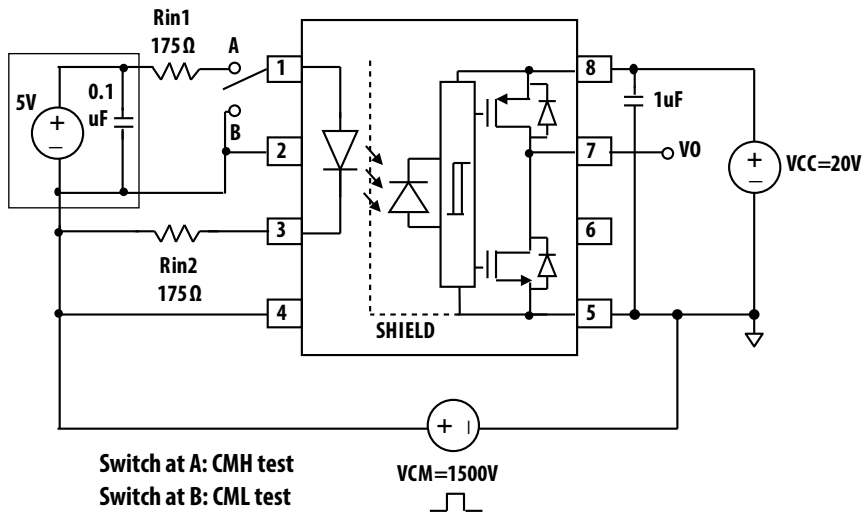 Rin1
175Ω
A
B
5V
+
−
0.1
uF
1
2
3
4
Rin2
175Ω
SHIELD
8
7
6
5
1uF
VO
+
−
VCC=20V
+
−
VCM=1500V
Switch at A: CMH test
Switch at B: CML test